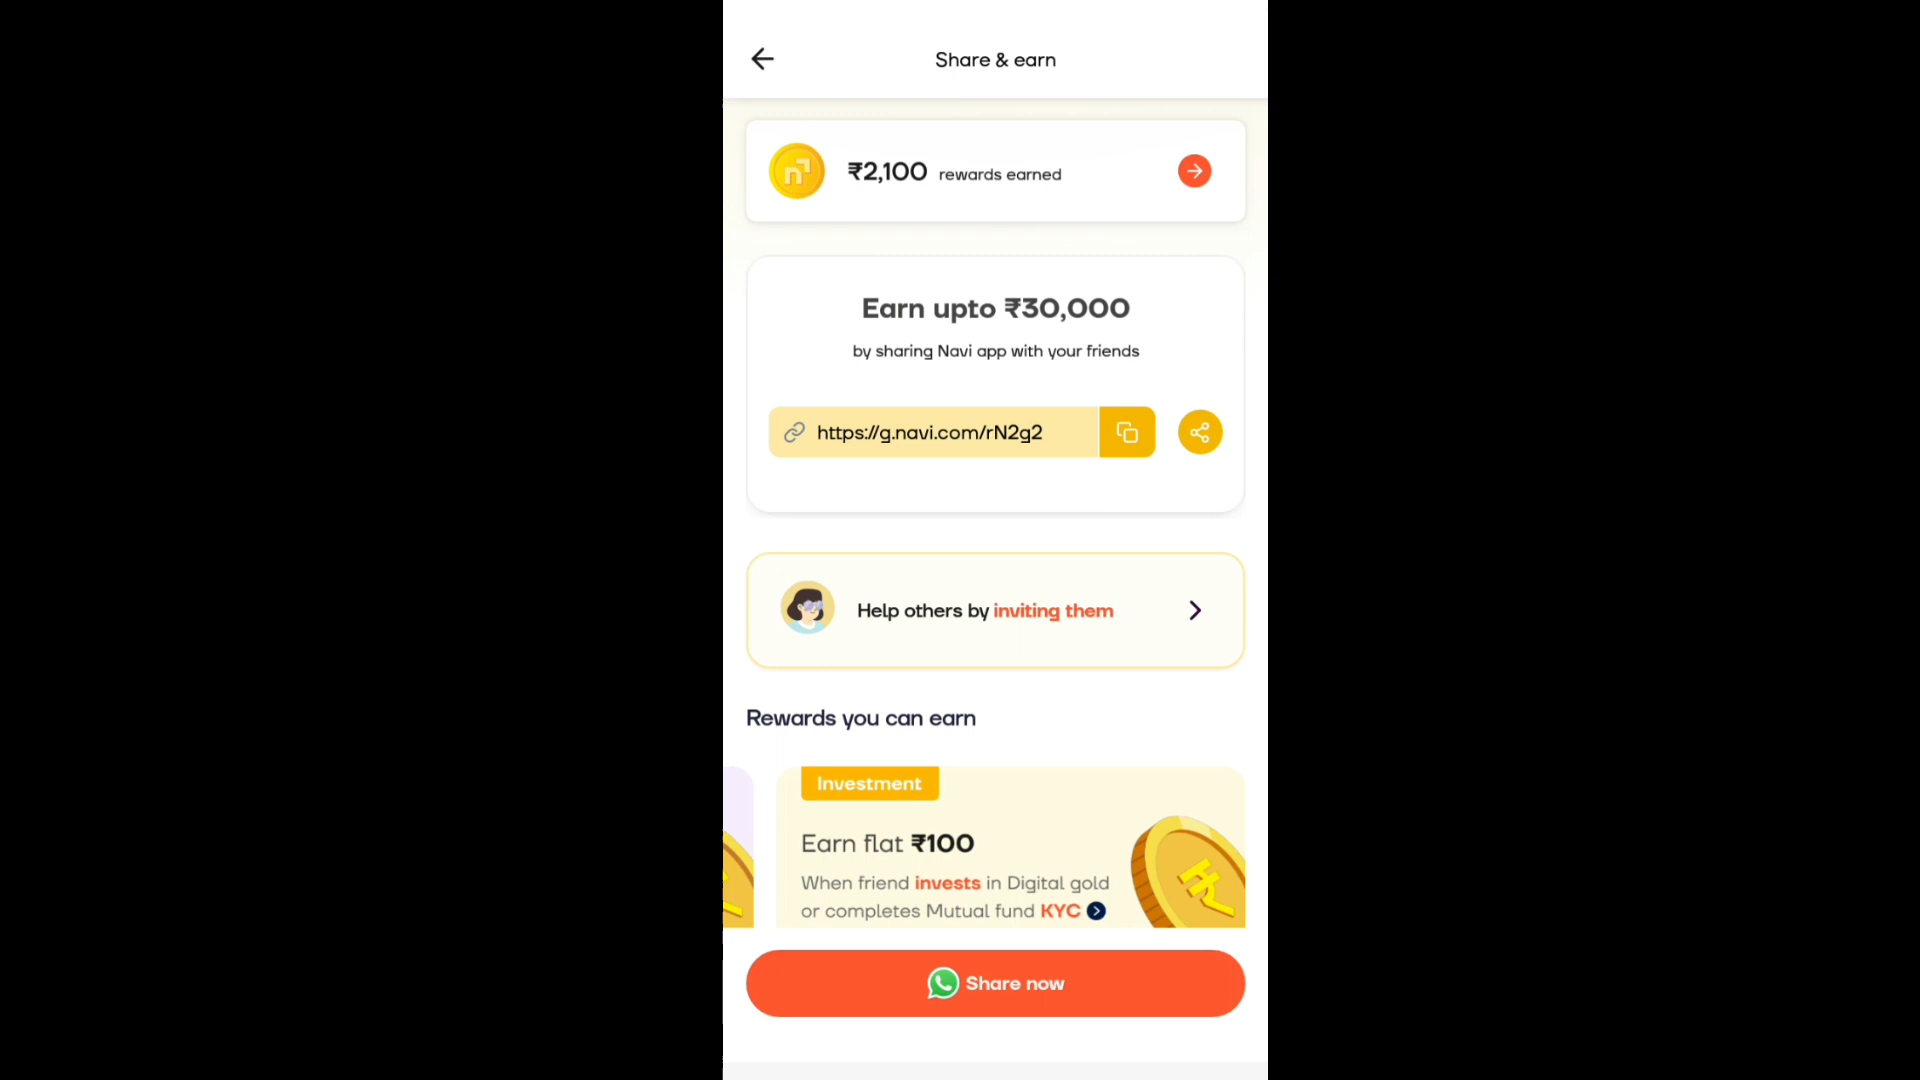 Share & earn
₹2,100 rewards earned
Earn upto ₹30,000
by sharing Navi app with your friends
https://g.navi.com/rN2g2
Help others by inviting them
Rewards you can earn
Investment
Earn flat ₹100
When friend invests in Digital gold
or completes Mutual fund KYC
Share now